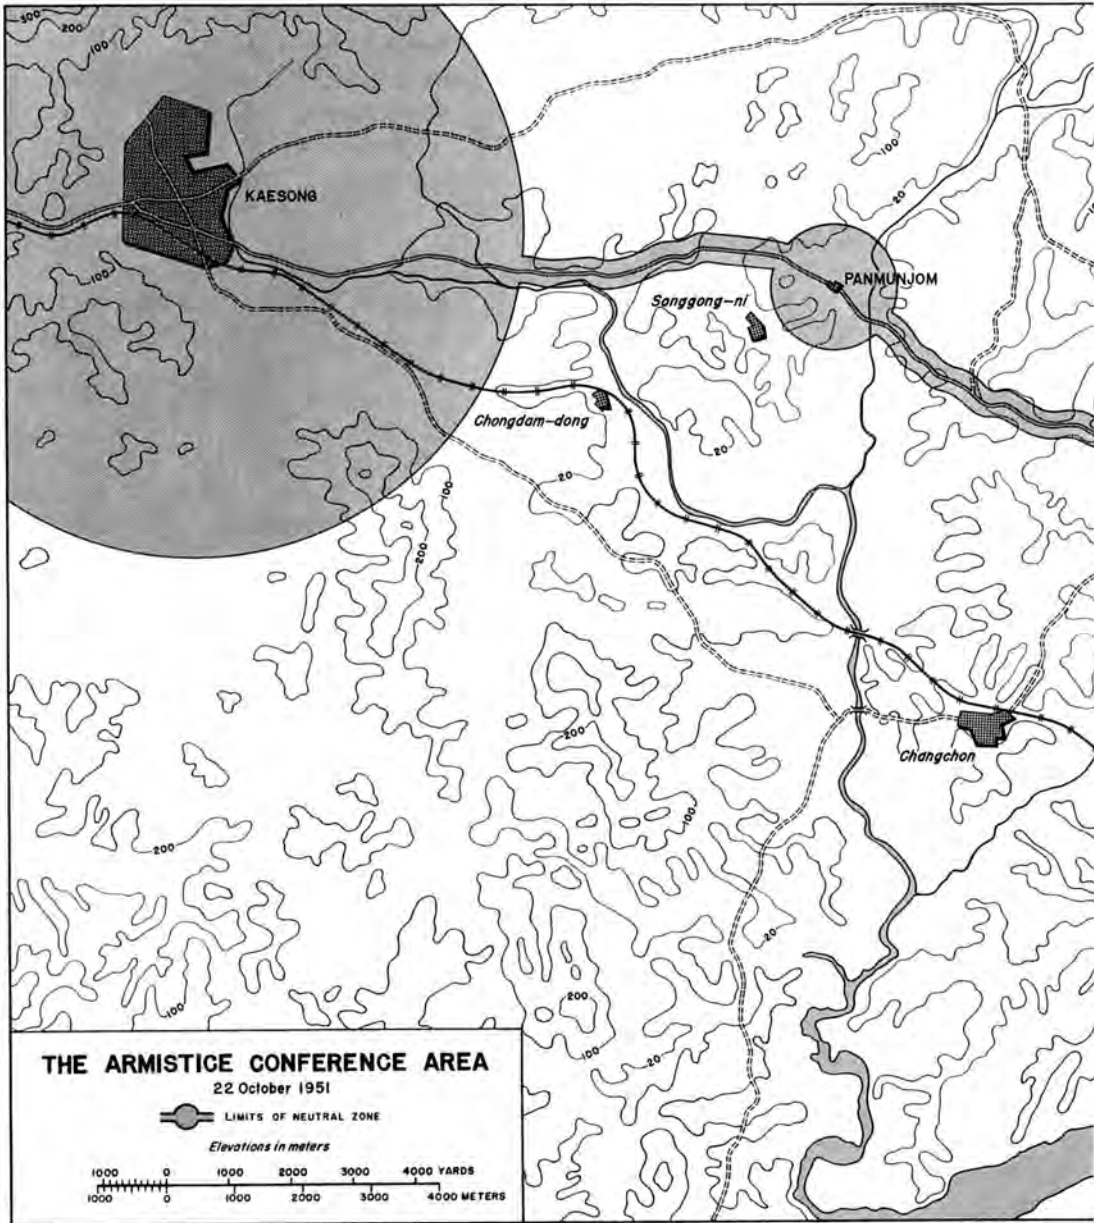 300
200
100
100
20
100
KAESONG
100
PANMUNJOM
Songgong-ni
Chongdam-dong
20
20
100
200
200
Changchon
100
200
20
200
100
20
100
THE ARMISTICE CONFERENCE AREA
22 October 1951
LIMITS OF NEUTRAL ZONE
Elevations in meters
1000 0 1000 2000 3000 4000 YARDS
1000 0 1000 2000 3000 4000 METERS